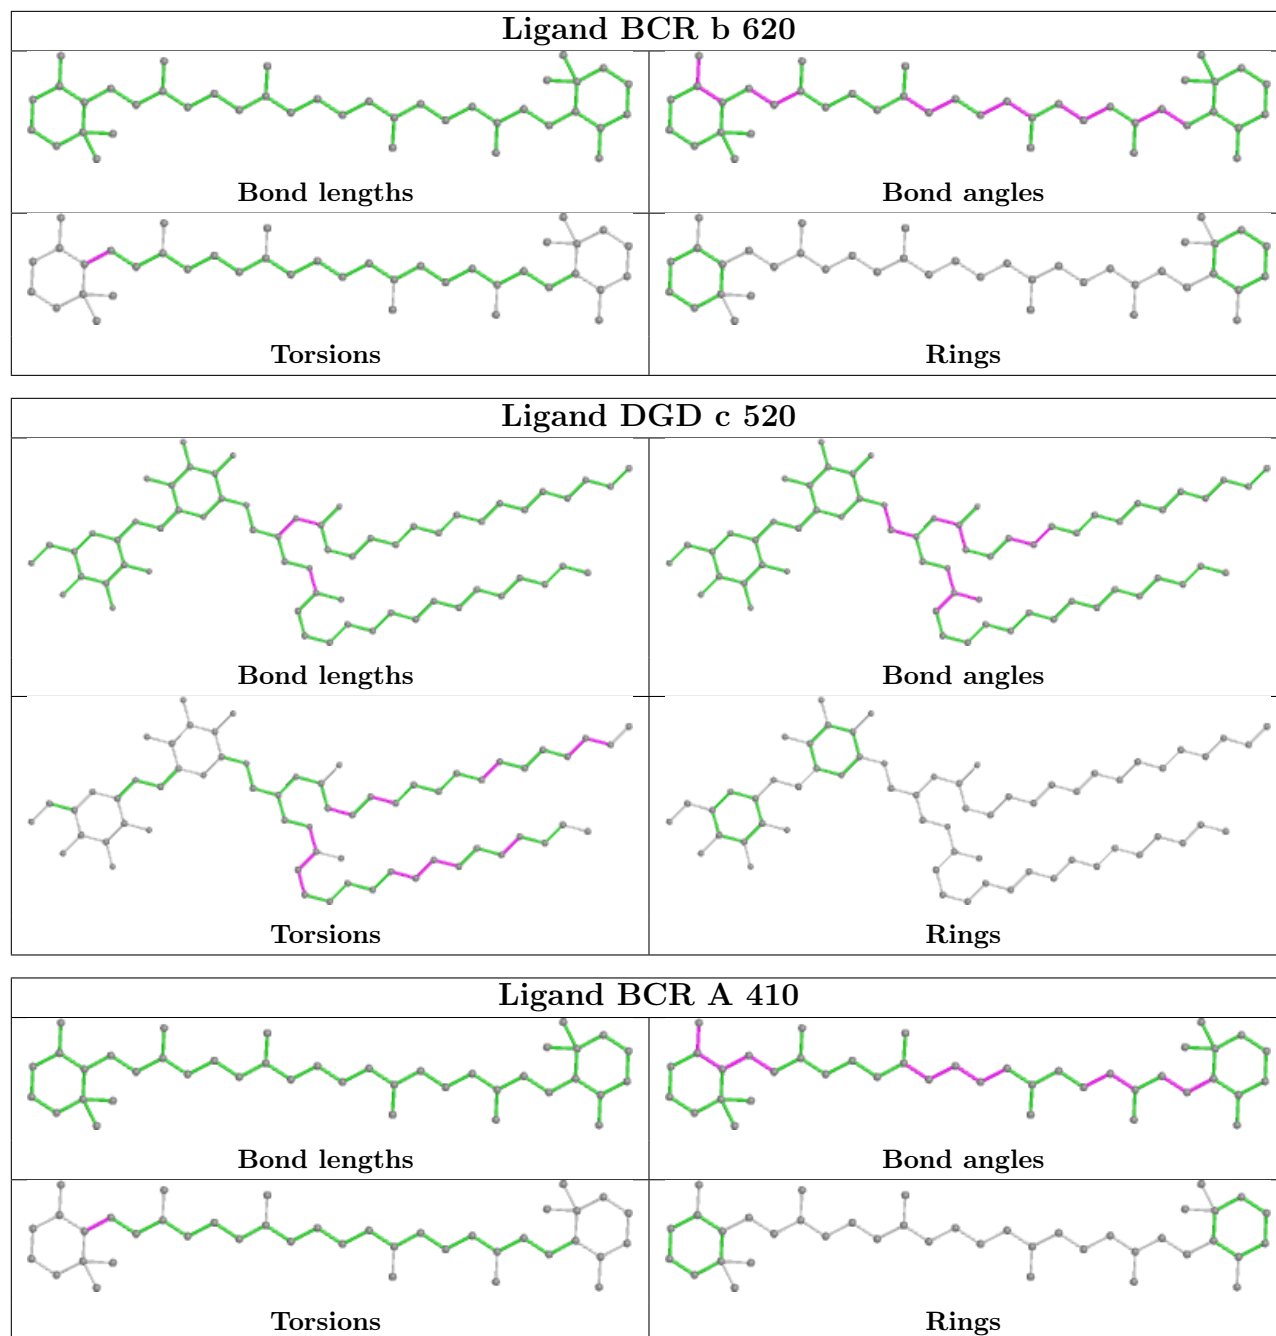 Ligand BCR b 620
Bond lengths
Bond angles
Torsions
Rings
Ligand DGD c 520
Bond lengths
Bond angles
Torsions
Rings
Ligand BCR A 410
Bond lengths
Bond angles
Torsions
Rings